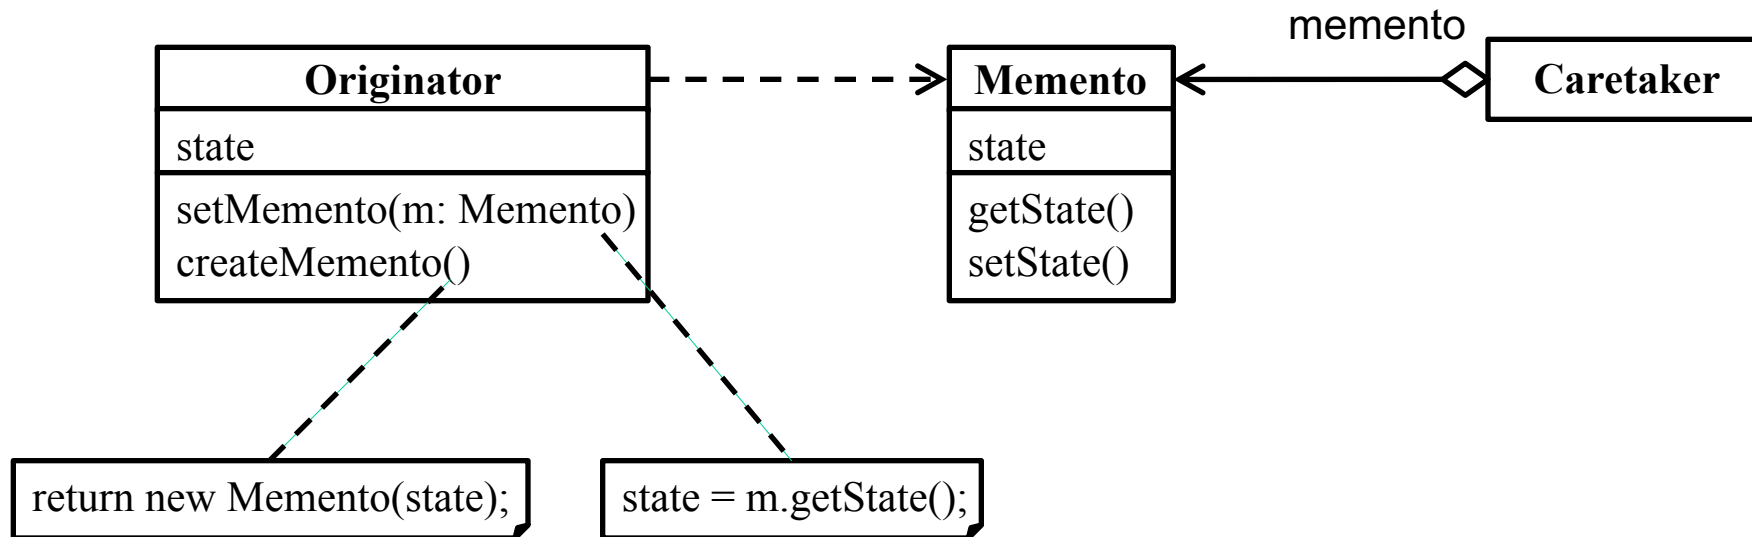 memento
Originator
Memento
Caretaker
state
state
setMemento(m: Memento)
createMemento()
getState()
setState()
return new Memento(state);
state = m.getState();